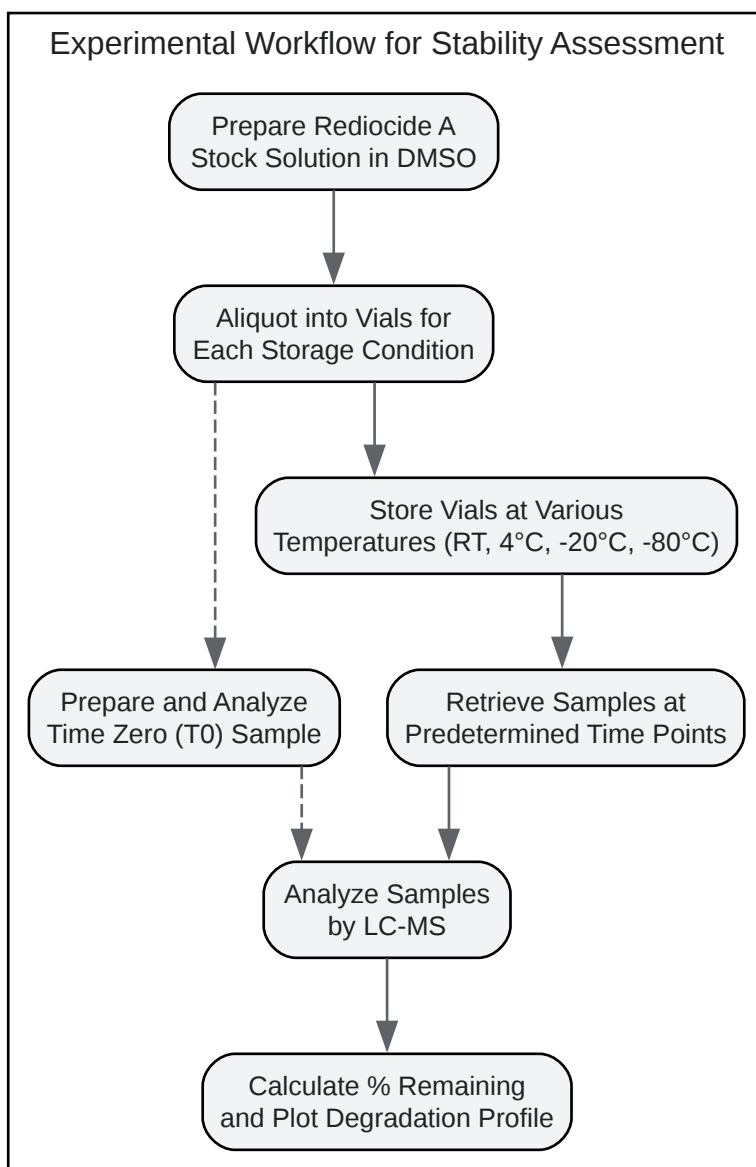 Experimental Workflow for Stability Assessment
Prepare Rediocide A
Stock Solution in DMSO
Aliquot into Vials for
Each Storage Condition
Store Vials at Various
Temperatures (RT, 4°C, -20°C, -80°C)
Prepare and Analyze
Time Zero (T0) Sample
Retrieve Samples at
Predetermined Time Points
Analyze Samples
by LC-MS
Calculate % Remaining
and Plot Degradation Profile